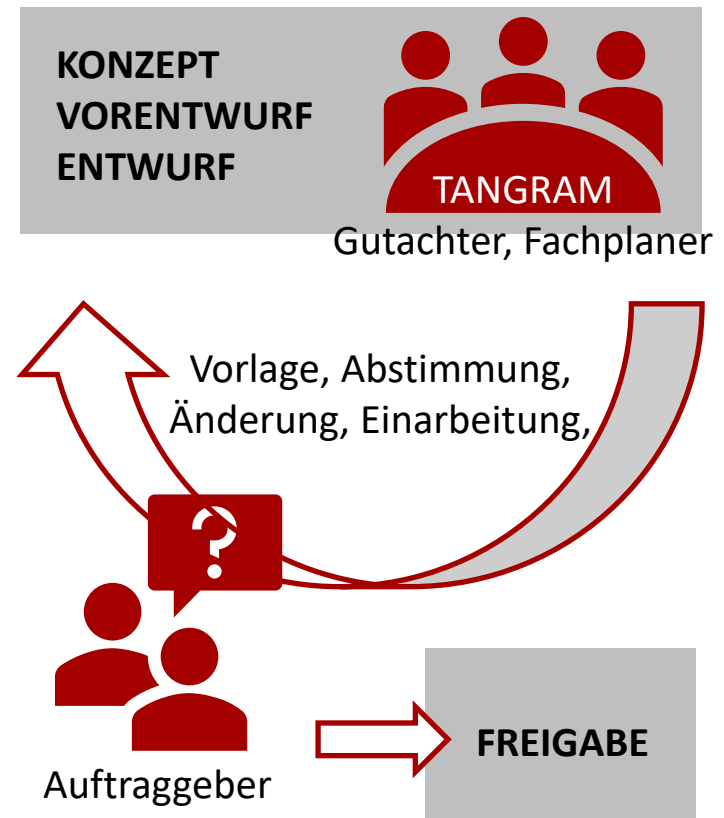 KONZEPT
VORENTWURF
ENTWURF
TANGRAM
Gutachter, Fachplaner
Vorlage, Abstimmung,
Änderung, Einarbeitung,
?
Auftraggeber
FREIGABE